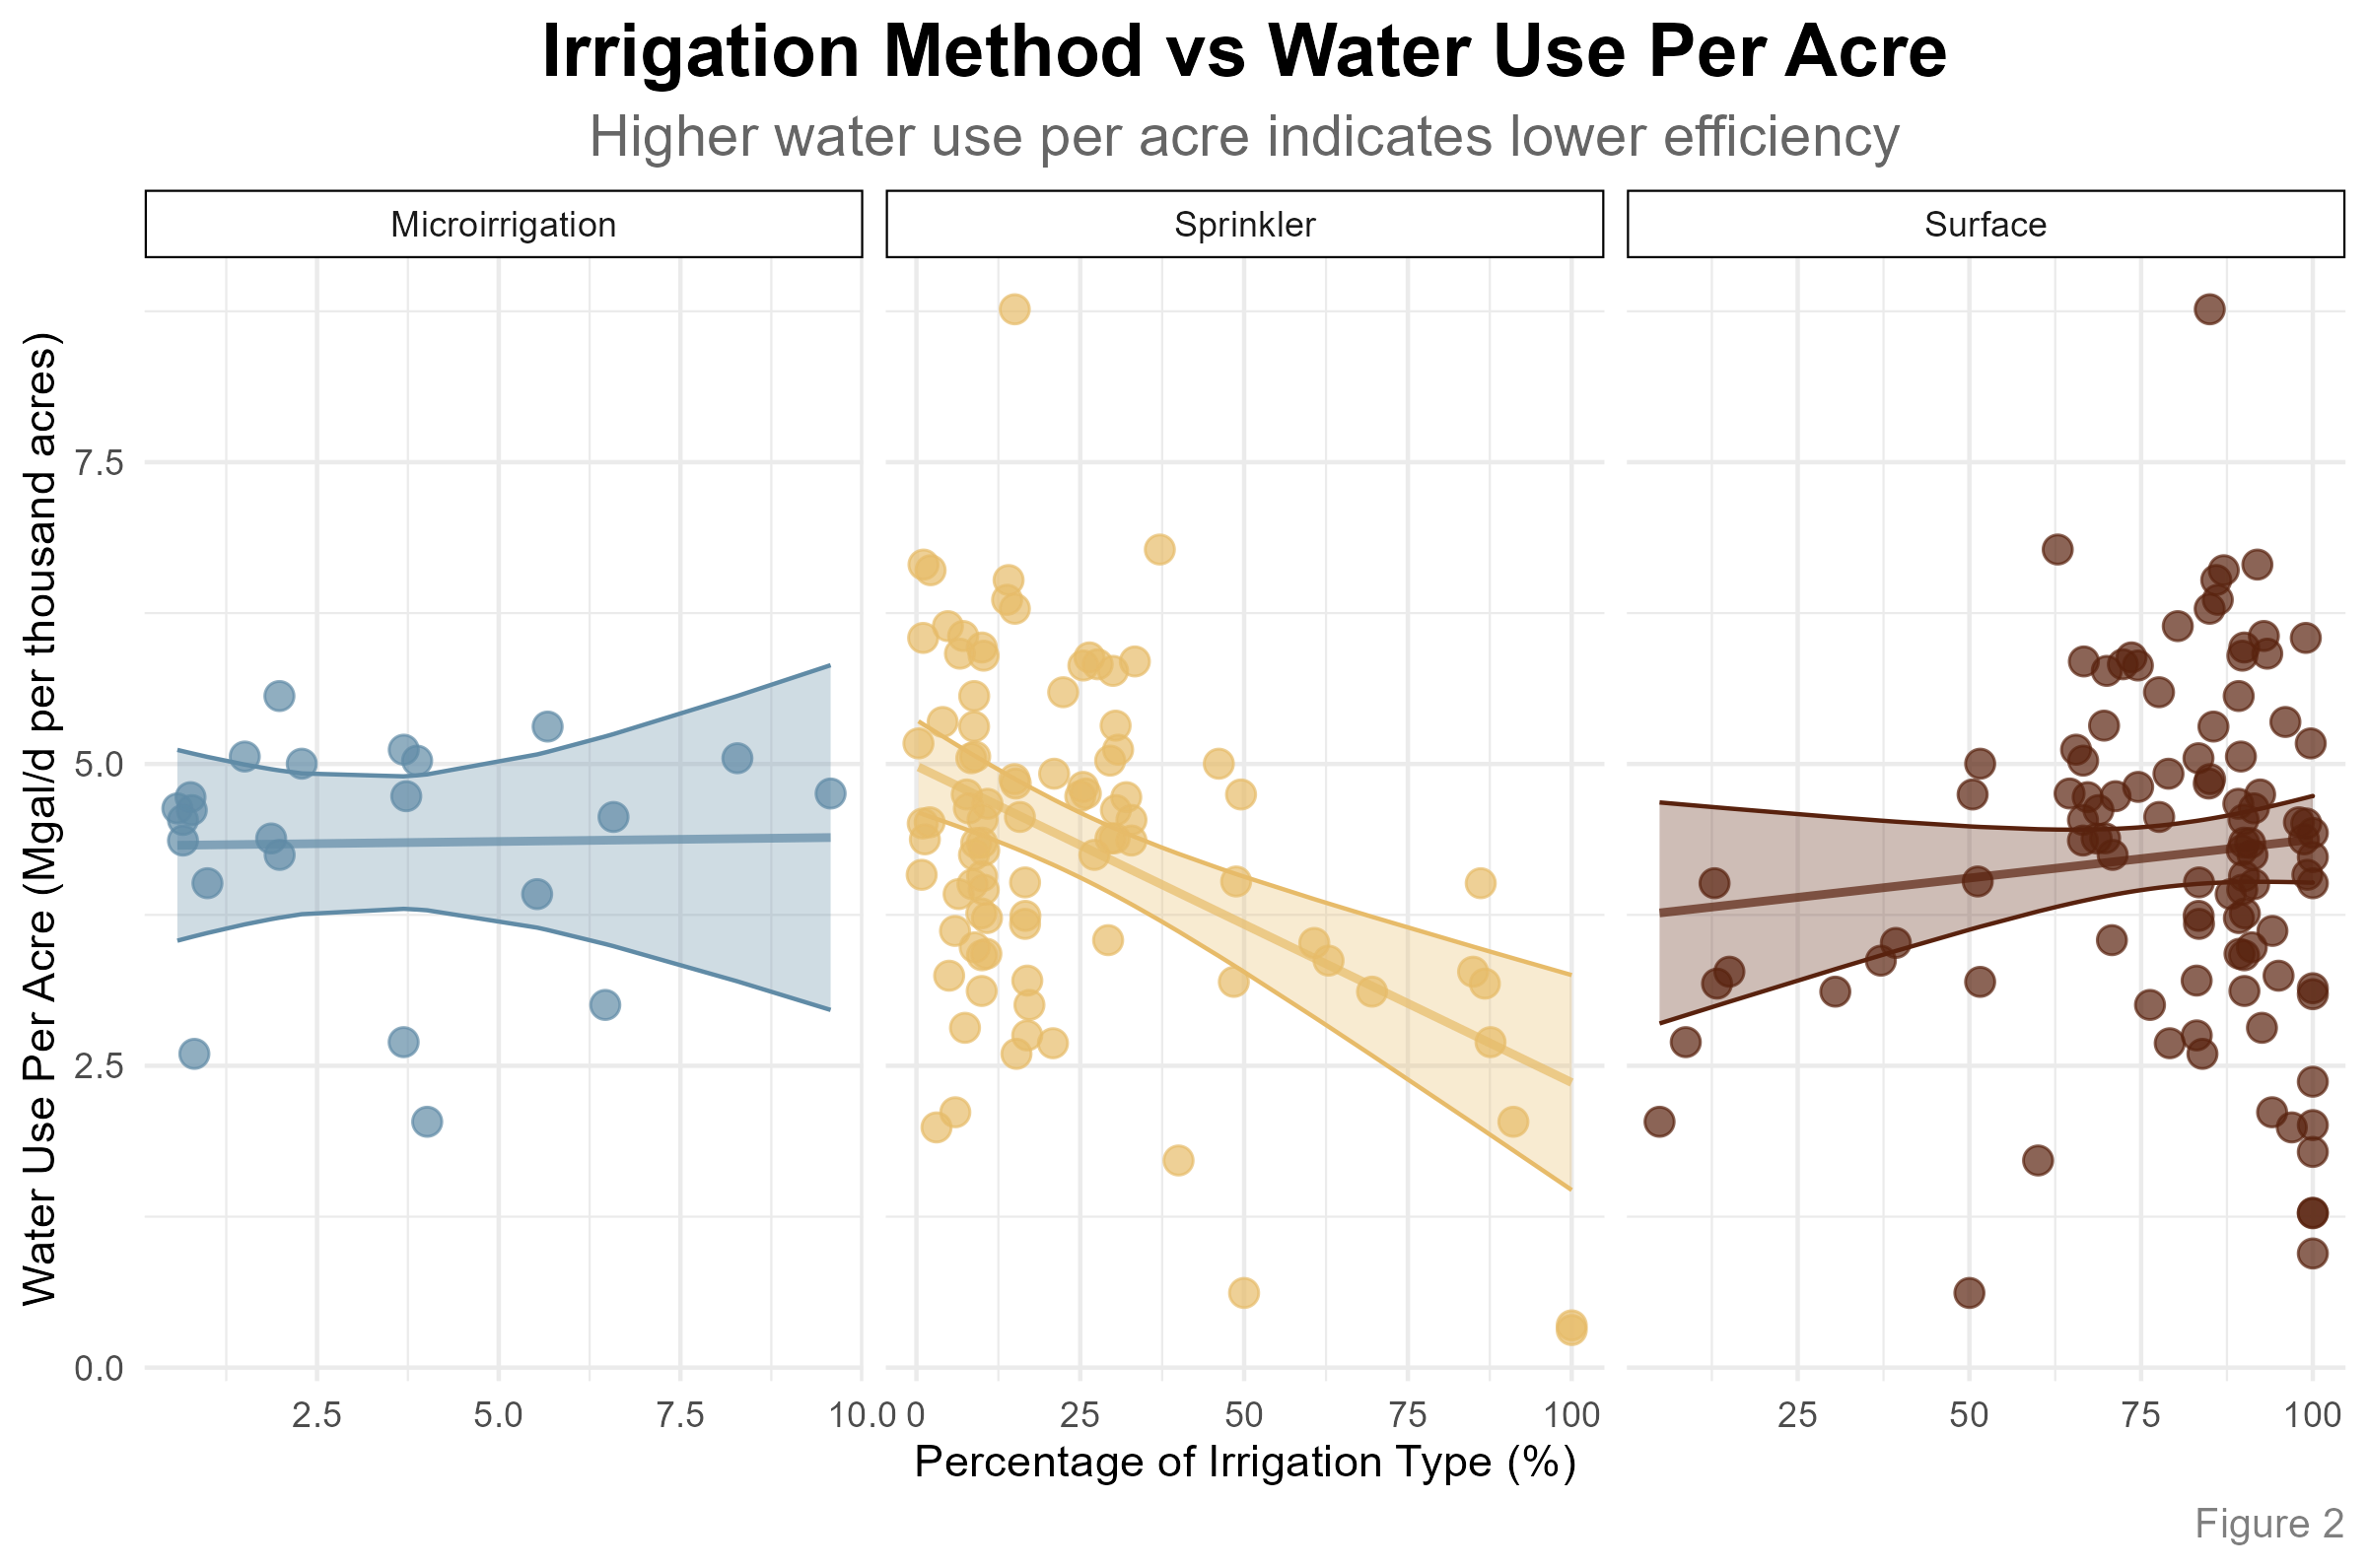 Irrigation Method vs Water Use Per Acre
Higher water use per acre indicates lower efficiency
Microirrigation
Sprinkler
Surface
Water Use Per Acre (Mgal/d per thousand acres)
7.5
5.0
2.5
0.0
2.5 5.0 7.5 10.0
0 25 50 75 100
25 50 75 100
Percentage of Irrigation Type (%)
Figure 2